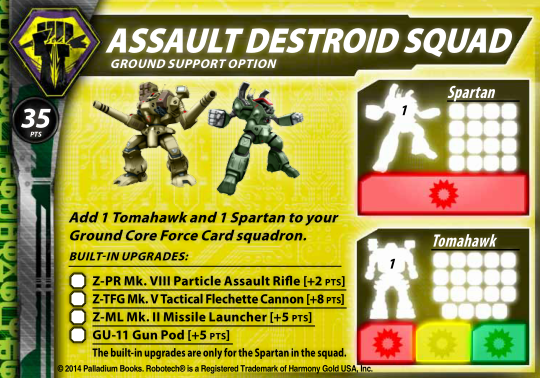 ASSAULT DESTROID SQUAD
GROUND SUPPORT OPTION
35
PTS
Spartan
1
Add 1 Tomahawk and 1 Spartan to your
Ground Core Force Card squadron.
BUILT-IN UPGRADES:
Z-PR Mk. VIII Particle Assault Rifle [+2 PTS]
Z-TFG Mk. V Tactical Flechette Cannon [+8 PTS]
Z-ML Mk. II Missile Launcher [+5 PTS]
GU-11 Gun Pod [+5 PTS]
The built-in upgrades are only for the Spartan in the squad.
Tomahawk
1
© 2014 Palladium Books. Robotech® is a Registered Trademark of Harmony Gold USA, Inc.